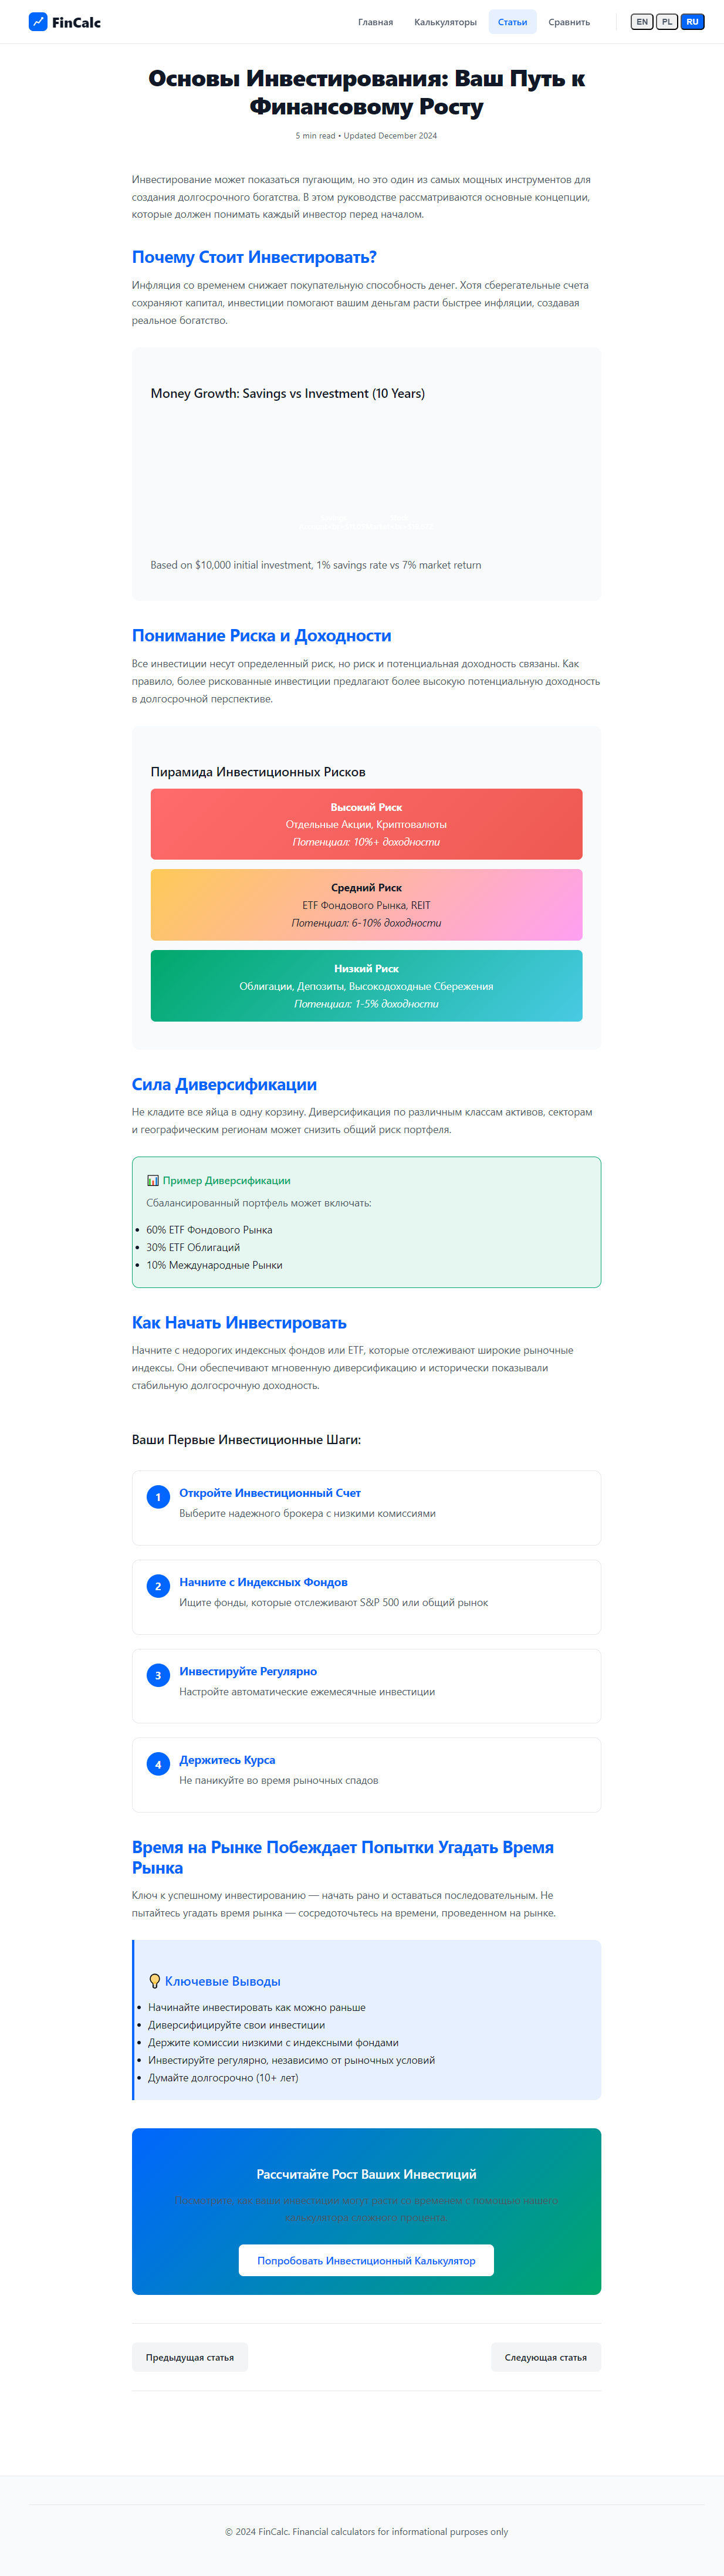 FinCalc
Главная
Калькуляторы
Статьи
Сравнить
EN
PL
RU
Основы Инвестирования: Ваш Путь к
Финансовому Росту
5 min read • Updated December 2024
Инвестирование может показаться пугающим, но это один из самых мощных инструментов для
создания долгосрочного богатства. В этом руководстве рассматриваются основные концепции,
которые должен понимать каждый инвестор перед началом.
Почему Стоит Инвестировать?
Инфляция со временем снижает покупательную способность денег. Хотя сберегательные счета
сохраняют капитал, инвестиции помогают вашим деньгам расти быстрее инфляции, создавая
реальное богатство.
Money Growth: Savings vs Investment (10 Years)
Based on $10,000 initial investment, 1% savings rate vs 7% market return
Понимание Риска и Доходности
Все инвестиции несут определенный риск, но риск и потенциальная доходность связаны. Как
правило, более рискованные инвестиции предлагают более высокую потенциальную доходность
в долгосрочной перспективе.
Пирамида Инвестиционных Рисков
Высокий Риск
Отдельные Акции, Криптовалюты
Потенциал: 10%+ доходности
Средний Риск
ETF Фондового Рынка, REIT
Потенциал: 6-10% доходности
Низкий Риск
Облигации, Депозиты, Высокодоходные Сбережения
Потенциал: 1-5% доходности
Сила Диверсификации
Не кладите все яйца в одну корзину. Диверсификация по различным классам активов, секторам
и географическим регионам может снизить общий риск портфеля.
📊 Пример Диверсификации
Сбалансированный портфель может включать:
• 60% ETF Фондового Рынка
• 30% ETF Облигаций
• 10% Международные Рынки
Как Начать Инвестировать
Начните с недорогих индексных фондов или ETF, которые отслеживают широкие рыночные
индексы. Они обеспечивают мгновенную диверсификацию и исторически показывали
стабильную долгосрочную доходность.
Ваши Первые Инвестиционные Шаги:
1
Откройте Инвестиционный Счет
Выберите надежного брокера с низкими комиссиями
2
Начните с Индексных Фондов
Ищите фонды, которые отслеживают S&P 500 или общий рынок
3
Инвестируйте Регулярно
Настройте автоматические ежемесячные инвестиции
4
Держитесь Курса
Не паникуйте во время рыночных спадов
Время на Рынке Побеждает Попытки Угадать Время
Рынка
Ключ к успешному инвестированию — начать рано и оставаться последовательным. Не
пытайтесь угадать время рынка — сосредоточьтесь на времени, проведенном на рынке.
💡 Ключевые Выводы
• Начинайте инвестировать как можно раньше
• Диверсифицируйте свои инвестиции
• Держите комиссии низкими с индексными фондами
• Инвестируйте регулярно, независимо от рыночных условий
• Думайте долгосрочно (10+ лет)
Рассчитайте Рост Ваших Инвестиций
Посмотрите, как ваши инвестиции могут расти со временем с помощью нашего
калькулятора сложного процента.
Попробовать Инвестиционный Калькулятор
Предыдущая статья
Следующая статья
© 2024 FinCalc. Financial calculators for informational purposes only